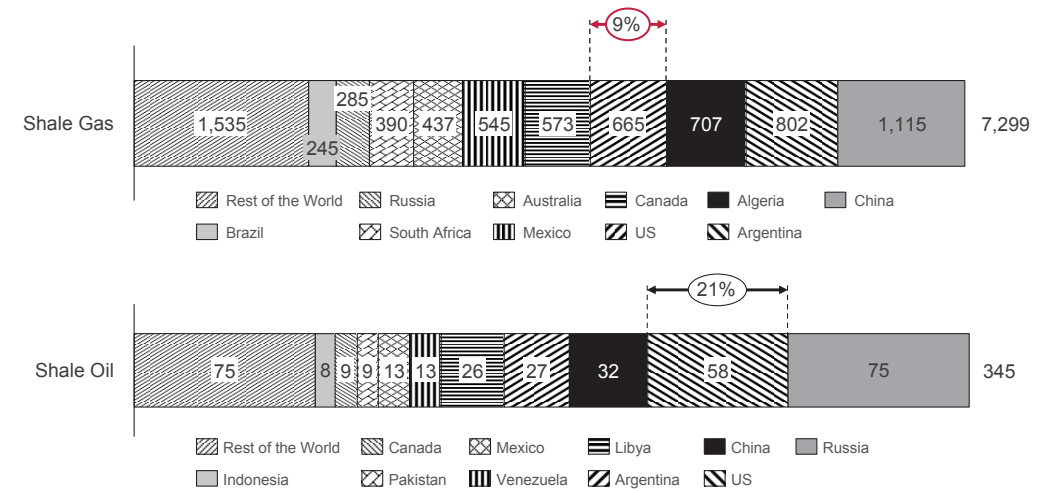 9%
Shale Gas 1,535 245 285 390 437 545 573 665 707 802 1,115 7,299
Rest of the World Russia Australia Canada Algeria China
Brazil South Africa Mexico US Argentina
21%
Shale Oil 75 8 9 9 13 13 26 27 32 58 75 345
Rest of the World Canada Mexico Libya China Russia
Indonesia Pakistan Venezuela Argentina US